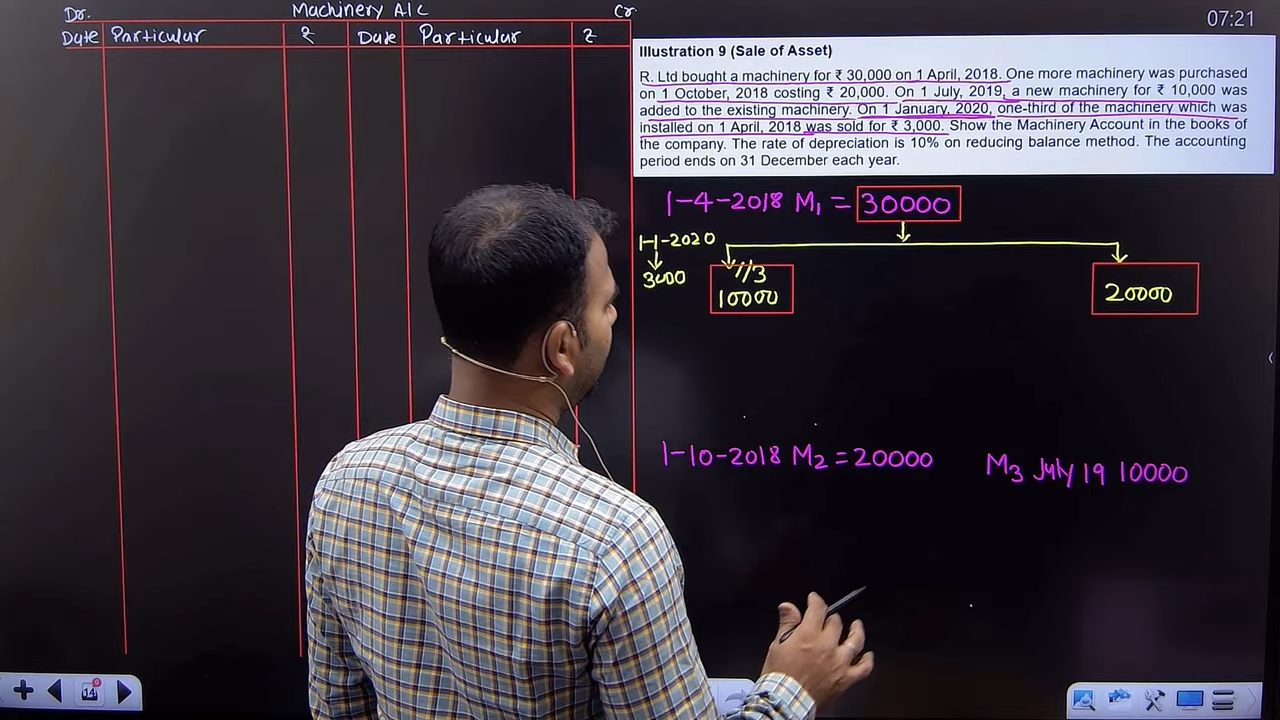 Dr. Machinery A/c Cr
Date Particular ₹ Date Particular ₹
07:21
Illustration 9 (Sale of Asset)
R. Ltd bought a machinery for ₹ 30,000 on 1 April, 2018. One more machinery was purchased
on 1 October, 2018 costing ₹ 20,000. On 1 July, 2019, a new machinery for ₹ 10,000 was
added to the existing machinery. On 1 January, 2020, one-third of the machinery which was
installed on 1 April, 2018 was sold for ₹ 3,000. Show the Machinery Account in the books of
the company. The rate of depreciation is 10% on reducing balance method. The accounting
period ends on 31 December each year.
1-4-2018 M1 = 30000
1-1-2020
3000
1/3
10000
20000
1-10-2018 M2 = 20000 M3 July 19 10000
14